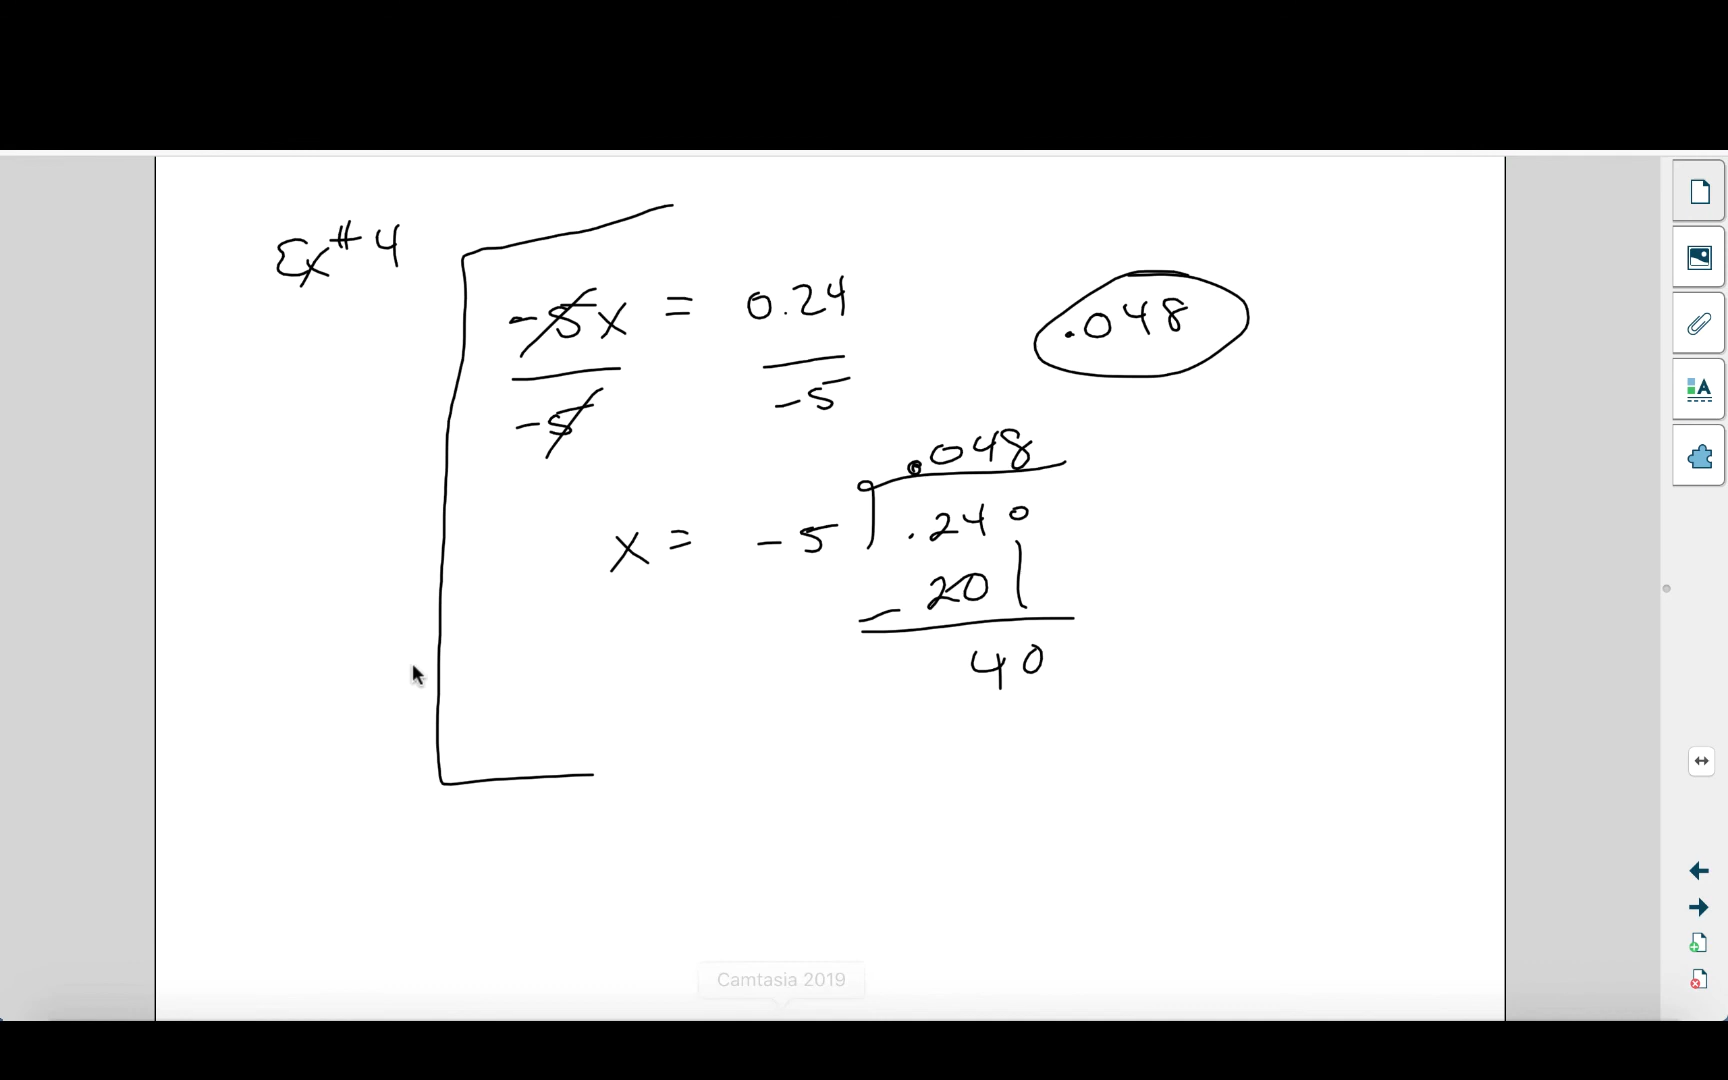 Ex#4
-5x = 0.24
-5 -5
.048
.048
x = -5 .240
- 20
40
Camtasia 2019